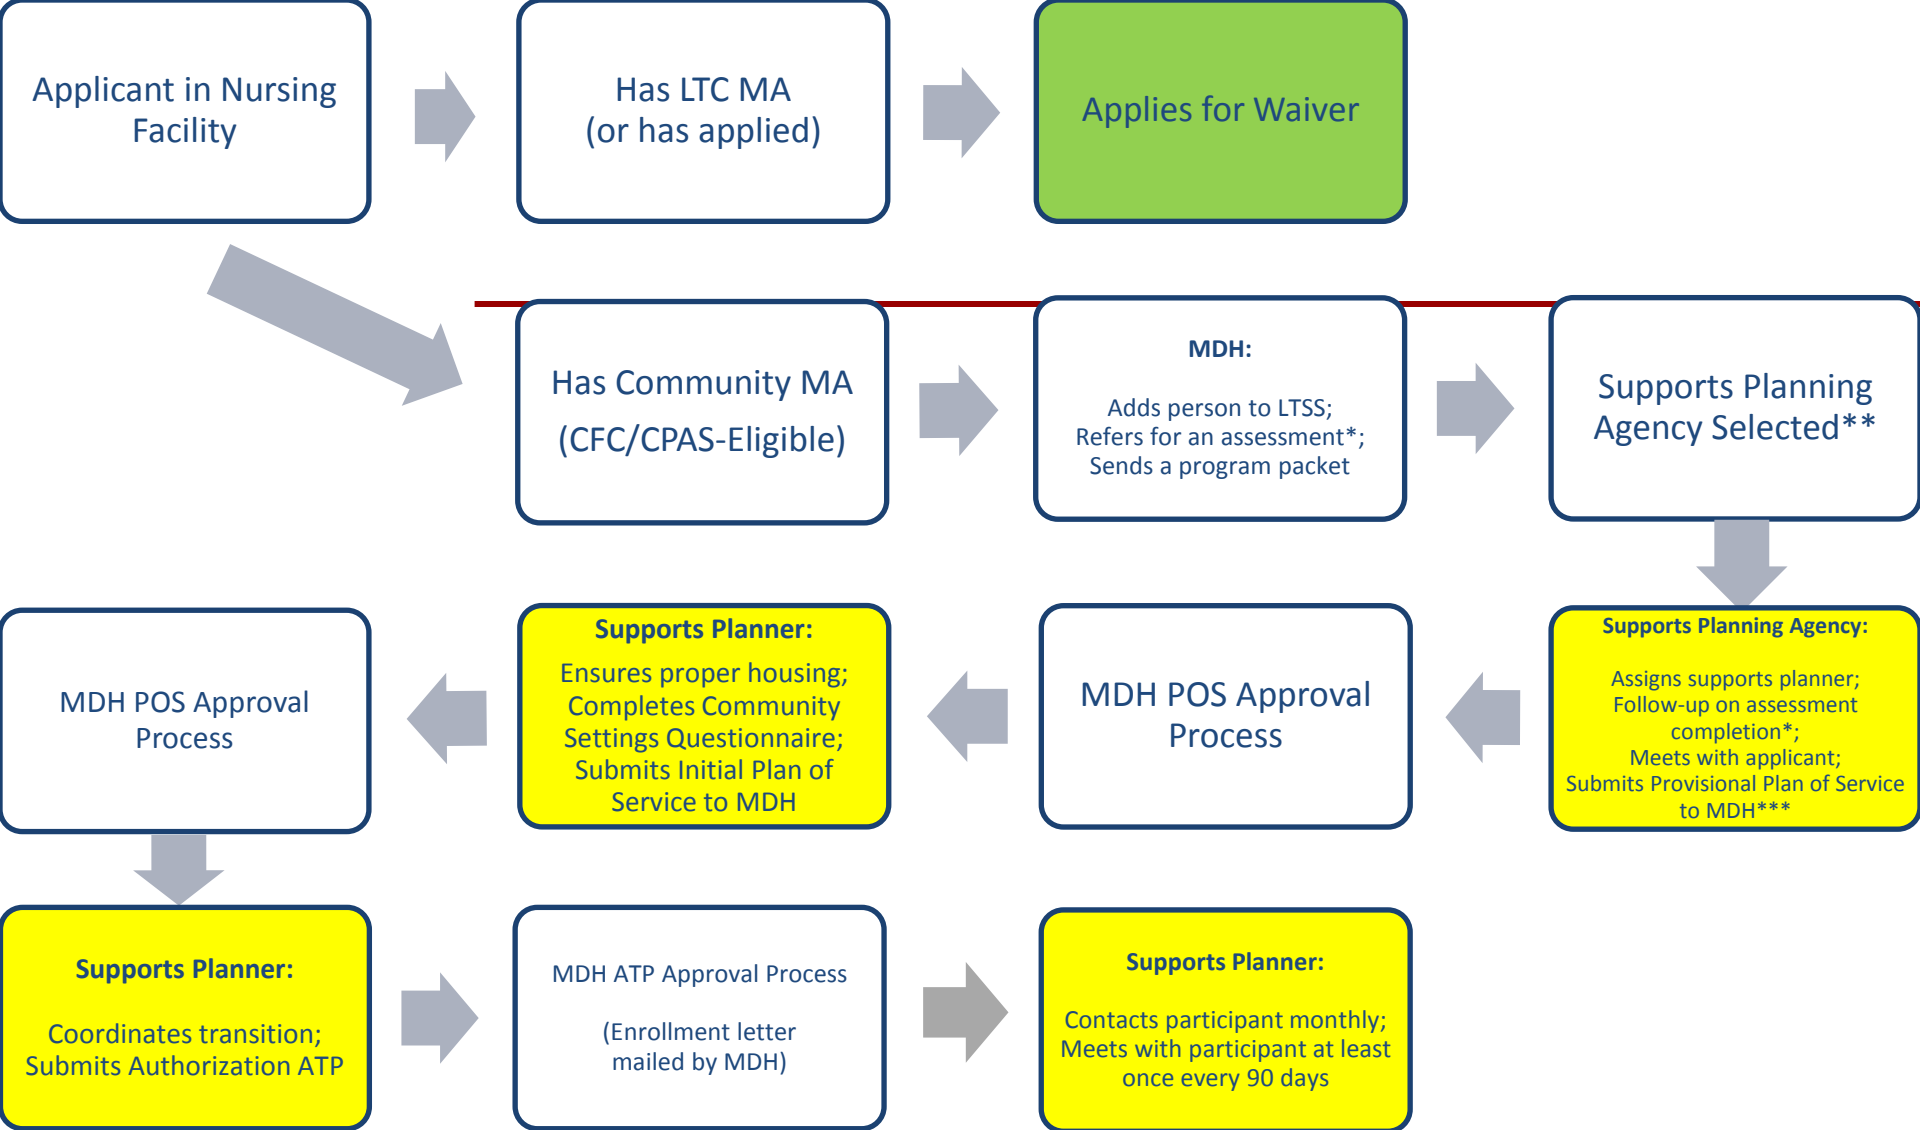 Applicant in Nursing
Facility
Has LTC MA
(or has applied)
Applies for Waiver
Has Community MA
(CFC/CPAS-Eligible)
MDH:
Adds person to LTSS;
Refers for an assessment*;
Sends a program packet
Supports Planning
Agency Selected**
Supports Planning Agency:
Assigns supports planner;
Follow-up on assessment
completion*;
Meets with applicant;
Submits Provisional Plan of Service
to MDH***
MDH POS Approval
Process
Supports Planner:
Ensures proper housing;
Completes Community
Settings Questionnaire;
Submits Initial Plan of
Service to MDH
MDH POS Approval
Process
Supports Planner:
Coordinates transition;
Submits Authorization ATP
MDH ATP Approval Process
(Enrollment letter
mailed by MDH)
Supports Planner:
Contacts participant monthly;
Meets with participant at least
once every 90 days